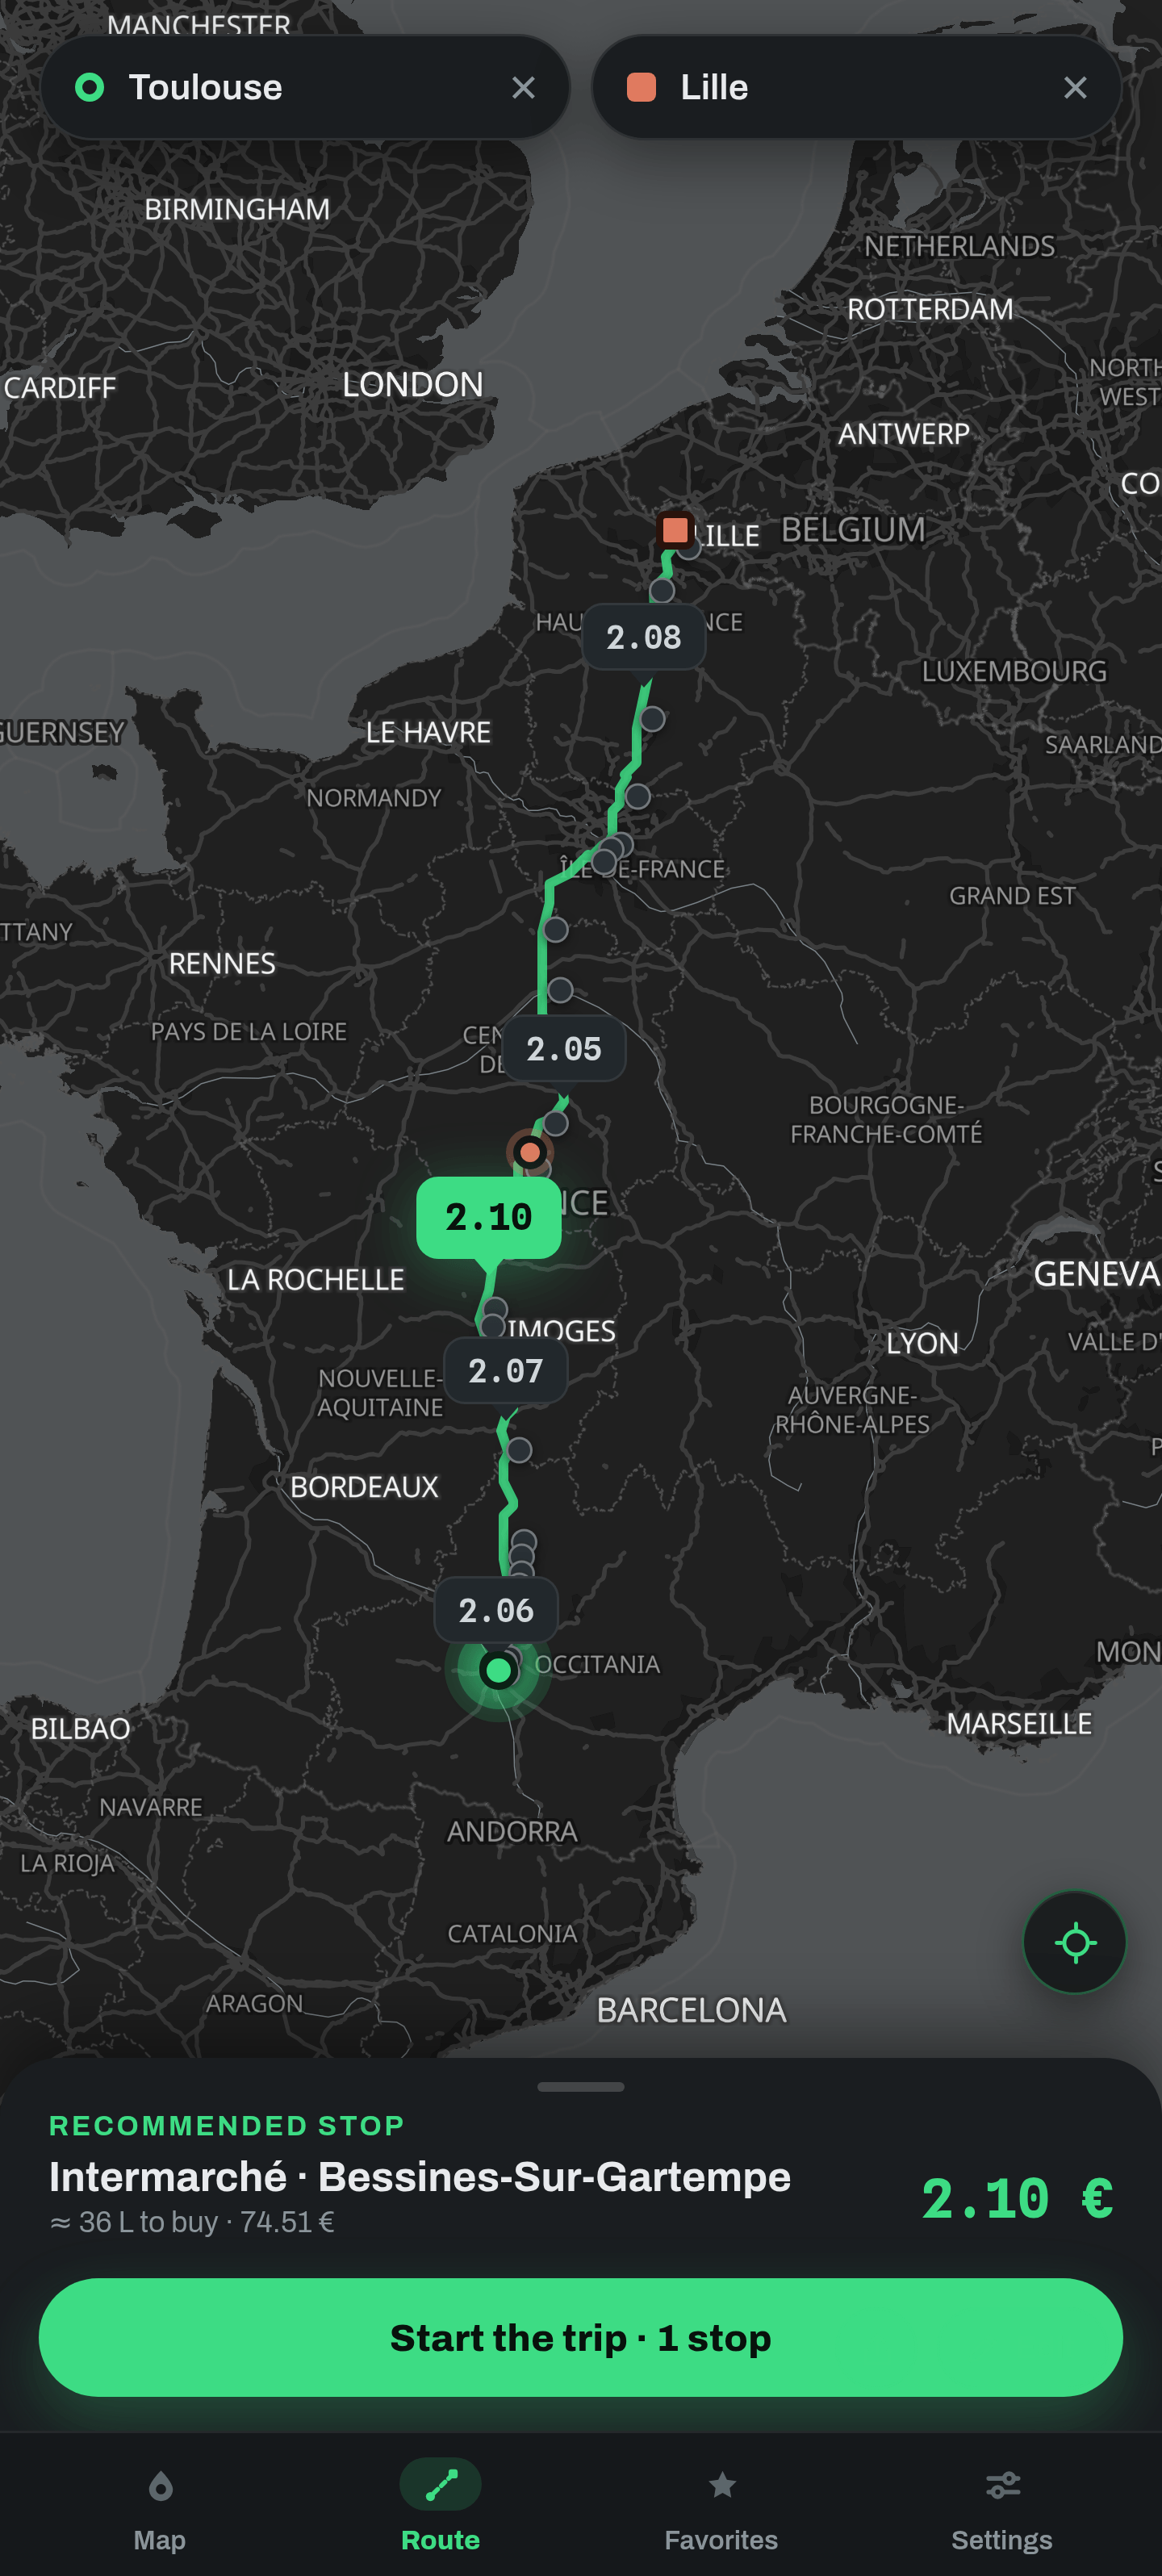 MANCHESTER
Toulouse
Lille
BIRMINGHAM
NETHERLANDS
ROTTERDAM
NORTH
WEST
CARDIFF
LONDON
ANTWERP
CO
LILLE
BELGIUM
HAU
NCE
2.08
LUXEMBOURG
GUERNSEY
LE HAVRE
SAARLAND
NORMANDY
ÎLE-DE-FRANCE
GRAND EST
TTANY
RENNES
PAYS DE LA LOIRE
CEN
DE
2.05
BOURGOGNE-
FRANCHE-COMTÉ
S
NCE
2.10
LA ROCHELLE
GENEVA
IMOGES
LYON
VALLE D'
2.07
NOUVELLE-
AQUITAINE
AUVERGNE-
RHÔNE-ALPES
P
BORDEAUX
2.06
OCCITANIA
MON
BILBAO
MARSEILLE
NAVARRE
ANDORRA
LA RIOJA
CATALONIA
ARAGON
BARCELONA
RECOMMENDED STOP
Intermarché · Bessines-Sur-Gartempe
≈ 36 L to buy · 74.51 €
2.10 €
Start the trip · 1 stop
Map
Route
Favorites
Settings